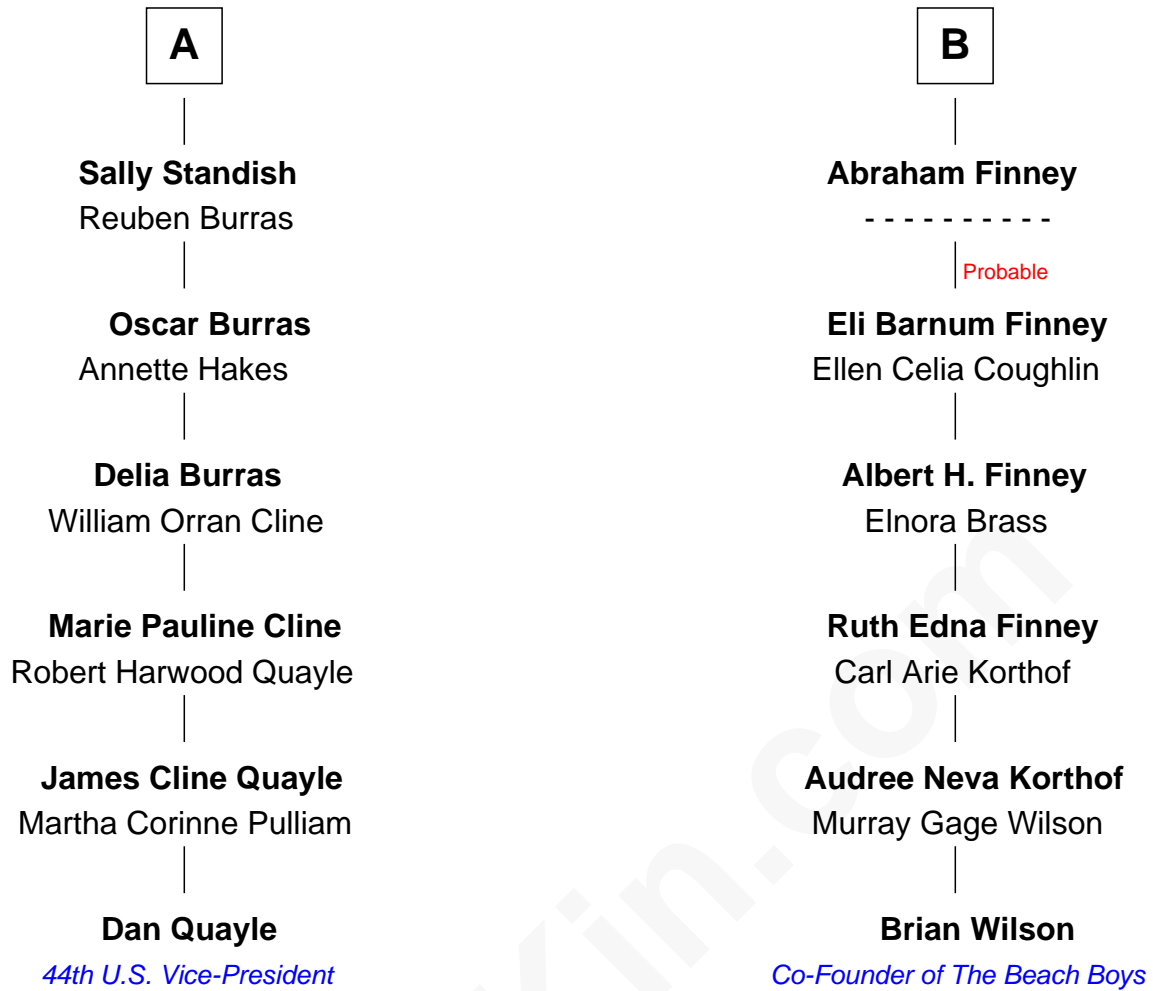 A
Sally Standish
Reuben Burras
Oscar Burras
Annette Hakes
Delia Burras
William Orran Cline
Marie Pauline Cline
Robert Harwood Quayle
James Cline Quayle
Martha Corinne Pulliam
Dan Quayle
44th U.S. Vice-President
B
Abraham Finney
- - - - - - - - - -
Probable
Eli Barnum Finney
Ellen Celia Coughlin
Albert H. Finney
Elnora Brass
Ruth Edna Finney
Carl Arie Korthof
Audree Neva Korthof
Murray Gage Wilson
Brian Wilson
Co-Founder of The Beach Boys